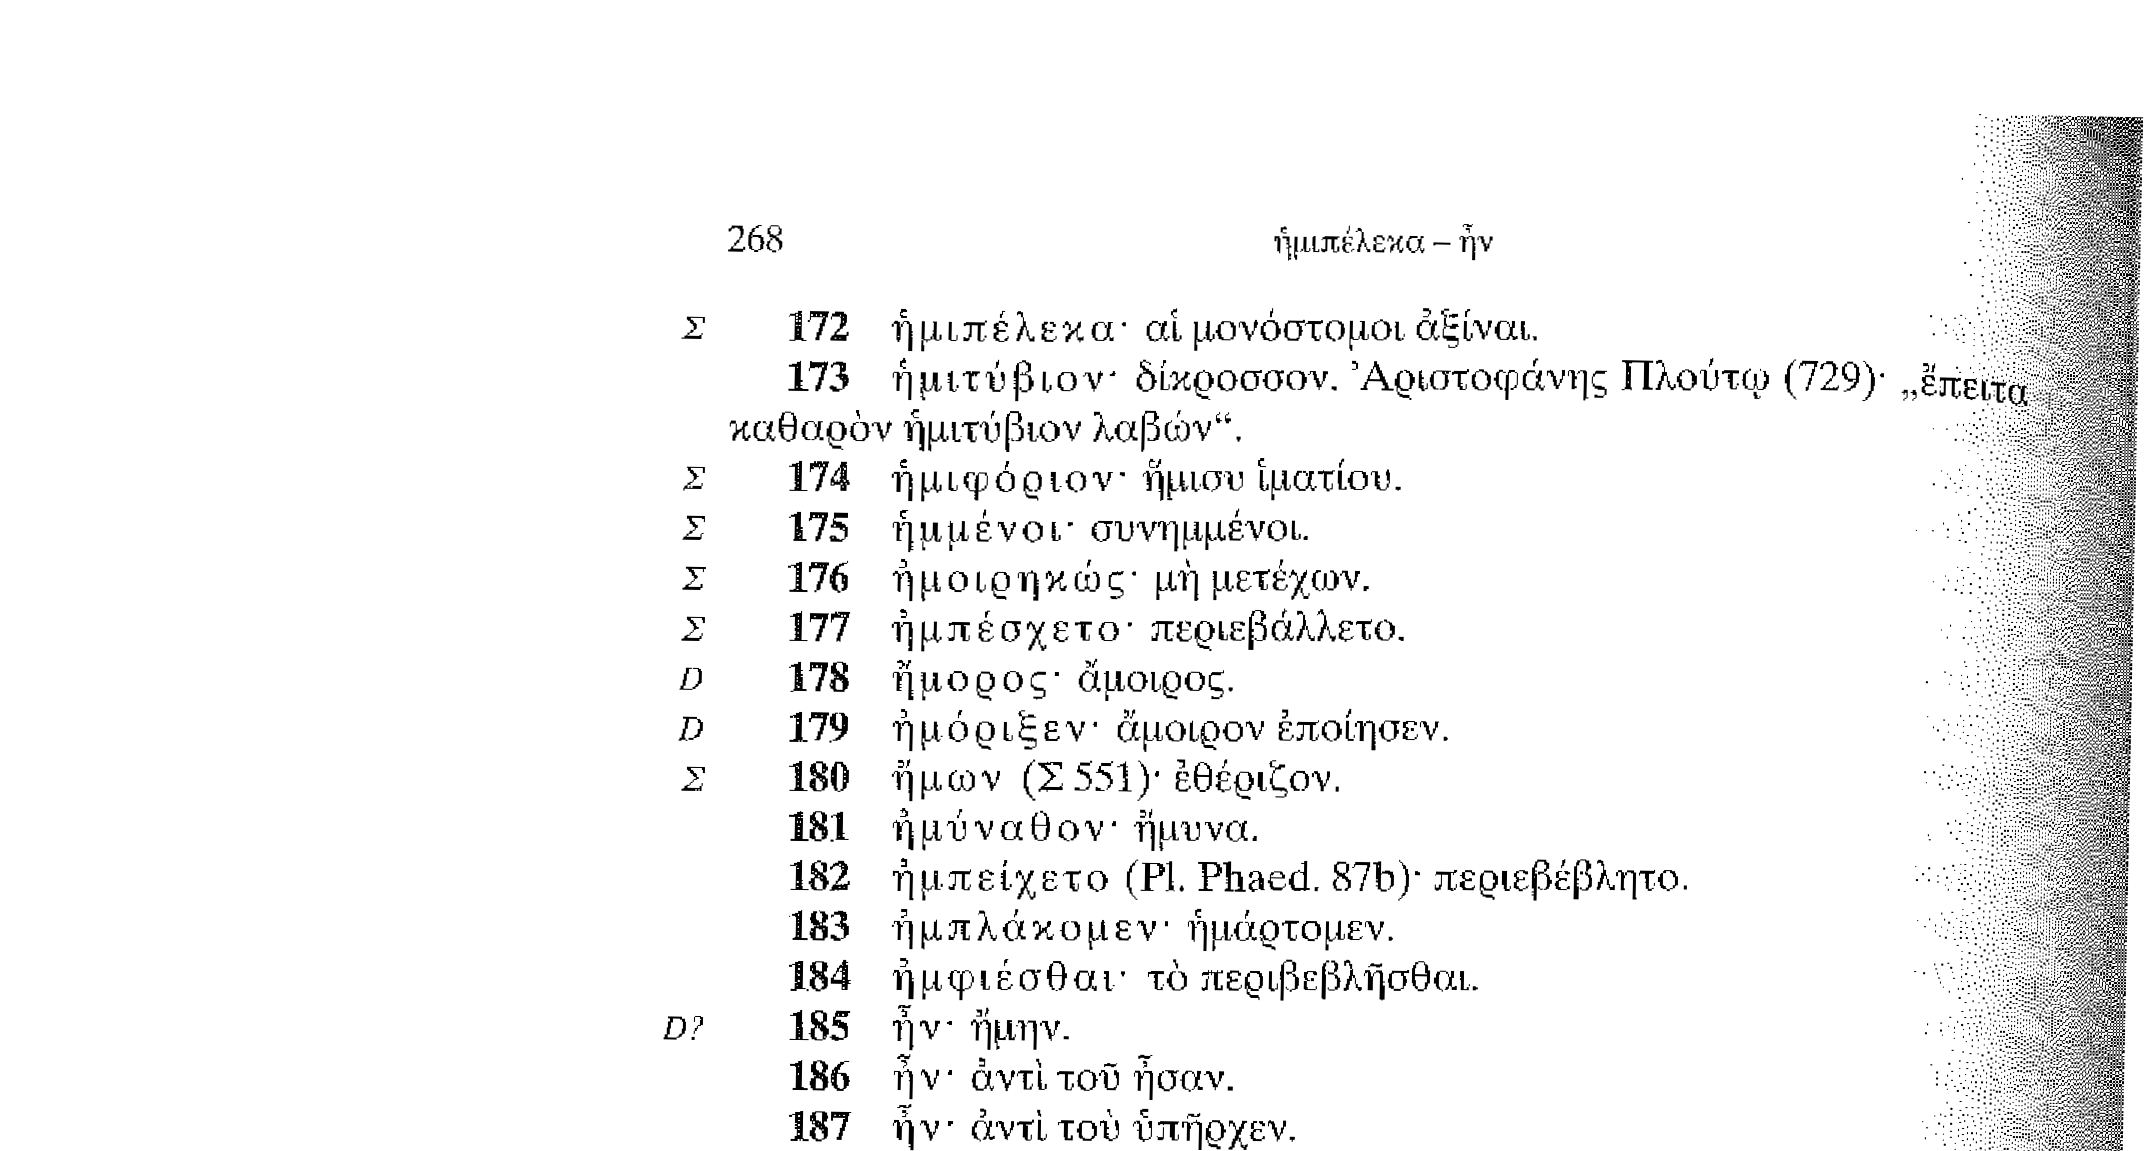 268 ἡμιπέλεκα – ἦν
Σ 172 ἡμιπέλεκα· αἱ μονόστομοι ἀξίναι.
173 ἡμιτύβιον· δίκροσσον. Ἀριστοφάνης Πλούτῳ (729)· „ἔπειτα
καθαρὸν ἡμιτύβιον λαβών“.
Σ 174 ἡμιφόριον· ἥμισυ ἱματίου.
Σ 175 ἡμμένοι· συνημμένοι.
Σ 176 ἠμοιρηκώς· μὴ μετέχων.
Σ 177 ἠμπέσχετο· περιεβάλλετο.
D 178 ἤμορος· ἄμοιρος.
D 179 ἠμόριξεν· ἄμοιρον ἐποίησεν.
Σ 180 ἤμων (Σ 551)· ἐθέριζον.
181 ἠμύναθον· ἤμυνα.
182 ἠμπείχετο (Pl. Phaed. 87b)· περιεβέβλητο.
183 ἠμπλάκομεν· ἡμάρτομεν.
184 ἠμφιέσθαι· τὸ περιβεβλῆσθαι.
D? 185 ἦν· ἤμην.
186 ἦν· ἀντὶ τοῦ ἦσαν.
187 ἦν· ἀντὶ τοὺ ὑπῆρχεν.